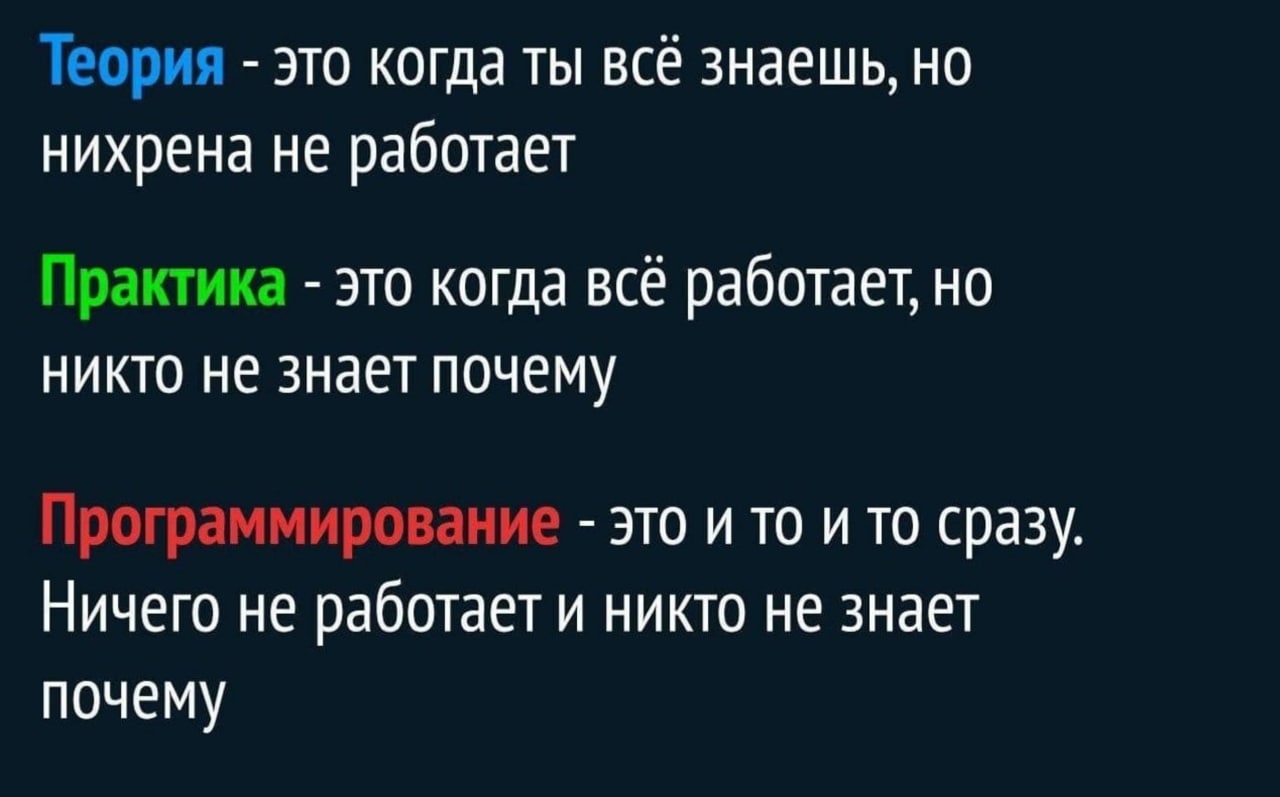 Теория - это когда ты всё знаешь, но
нихрена не работает
Практика - это когда всё работает, но
никто не знает почему
Программирование - это и то и то сразу.
Ничего не работает и никто не знает
почему